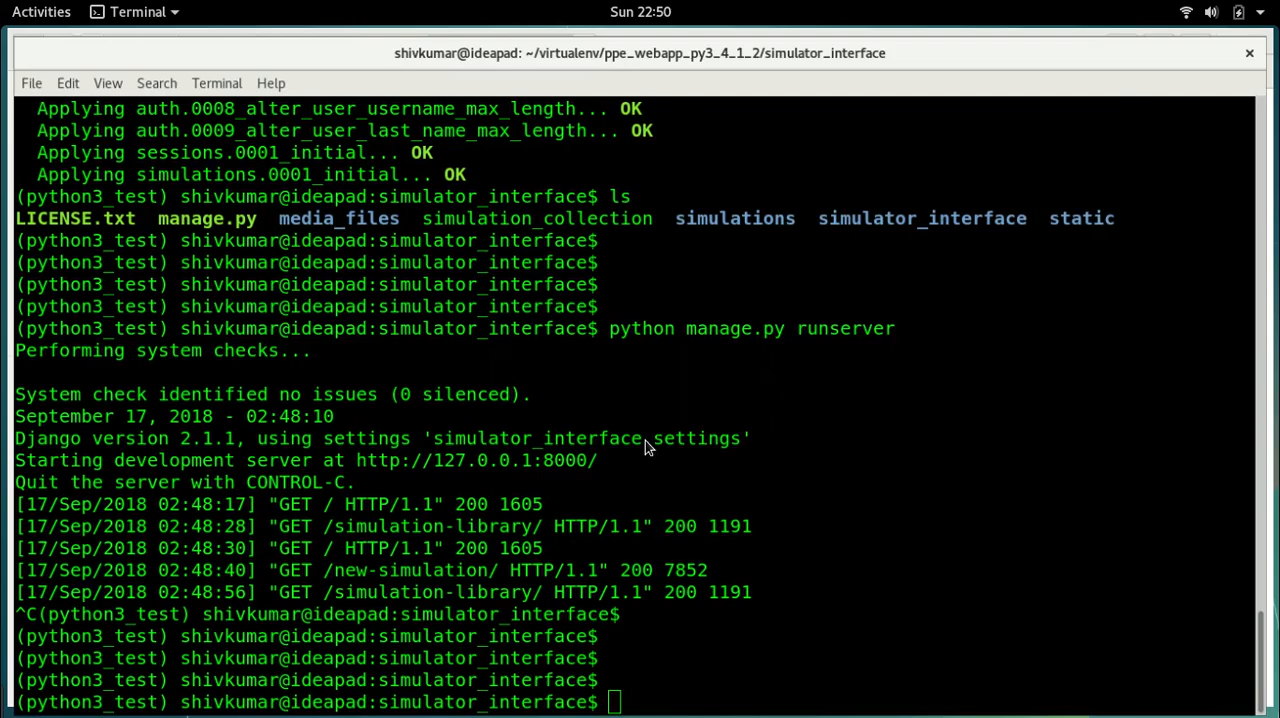 Activities Terminal Sun 22:50
shivkumar@ideapad: ~/virtualenv/ppe_webapp_py3_4_1_2/simulator_interface ×
File Edit View Search Terminal Help
Applying auth.0008_alter_user_username_max_length... OK
Applying auth.0009_alter_user_last_name_max_length... OK
Applying sessions.0001_initial... OK
Applying simulations.0001_initial... OK
(python3_test) shivkumar@ideapad:simulator_interface$ ls
LICENSE.txt manage.py media_files simulation_collection simulations simulator_interface static
(python3_test) shivkumar@ideapad:simulator_interface$
(python3_test) shivkumar@ideapad:simulator_interface$
(python3_test) shivkumar@ideapad:simulator_interface$
(python3_test) shivkumar@ideapad:simulator_interface$
(python3_test) shivkumar@ideapad:simulator_interface$ python manage.py runserver
Performing system checks...
System check identified no issues (0 silenced).
September 17, 2018 - 02:48:10
Django version 2.1.1, using settings 'simulator_interface.settings'
Starting development server at http://127.0.0.1:8000/
Quit the server with CONTROL-C.
[17/Sep/2018 02:48:17] "GET / HTTP/1.1" 200 1605
[17/Sep/2018 02:48:28] "GET /simulation-library/ HTTP/1.1" 200 1191
[17/Sep/2018 02:48:30] "GET / HTTP/1.1" 200 1605
[17/Sep/2018 02:48:40] "GET /new-simulation/ HTTP/1.1" 200 7852
[17/Sep/2018 02:48:56] "GET /simulation-library/ HTTP/1.1" 200 1191
^C(python3_test) shivkumar@ideapad:simulator_interface$
(python3_test) shivkumar@ideapad:simulator_interface$
(python3_test) shivkumar@ideapad:simulator_interface$
(python3_test) shivkumar@ideapad:simulator_interface$
(python3_test) shivkumar@ideapad:simulator_interface$